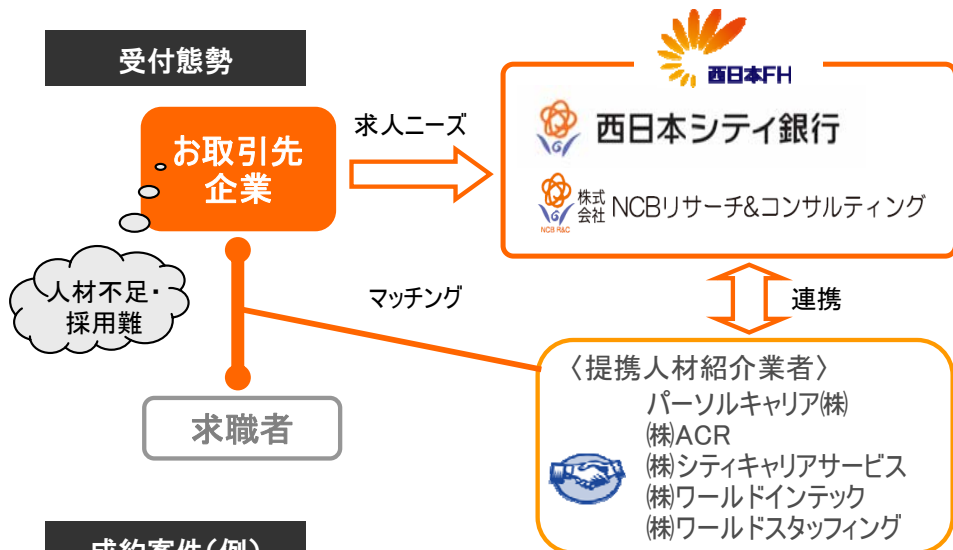 受付態勢
西日本FH
お取引先
企業
求人ニーズ
西日本シティ銀行
株式
会社
NCBリサーチ&コンサルティング
NCB R&C
人材不足・
採用難
マッチング
連携
求職者
〈提携人材紹介業者〉
パーソルキャリア㈱
㈱ACR
㈱シティキャリアサービス
㈱ワールドインテック
㈱ワールドスタッフィング
成約案件(例)